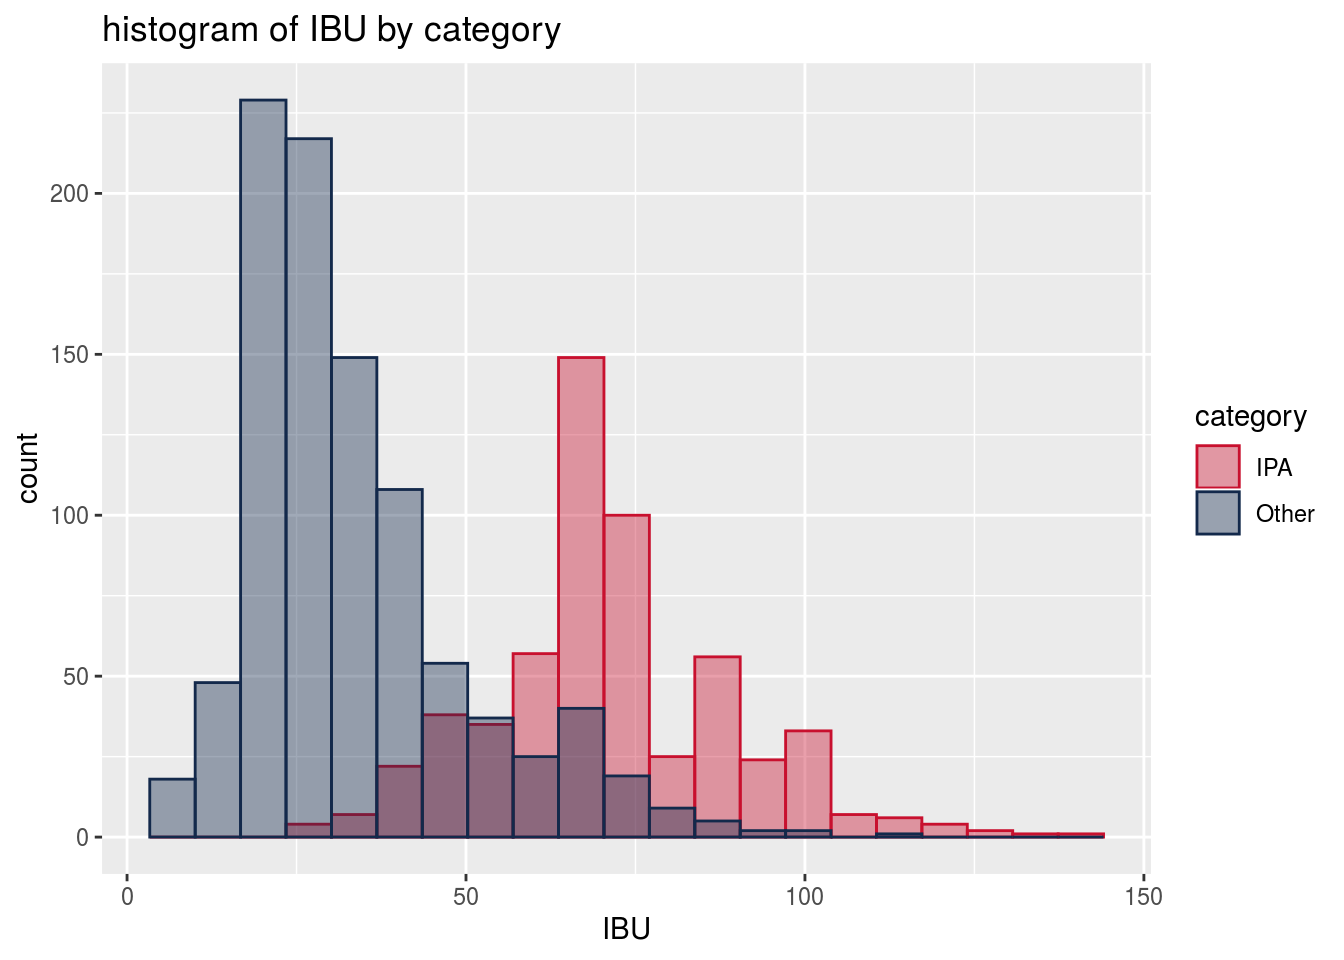 histogram of IBU by category
200
150
100
50
0
count
0 50 100 150
IBU
category
IPA
Other